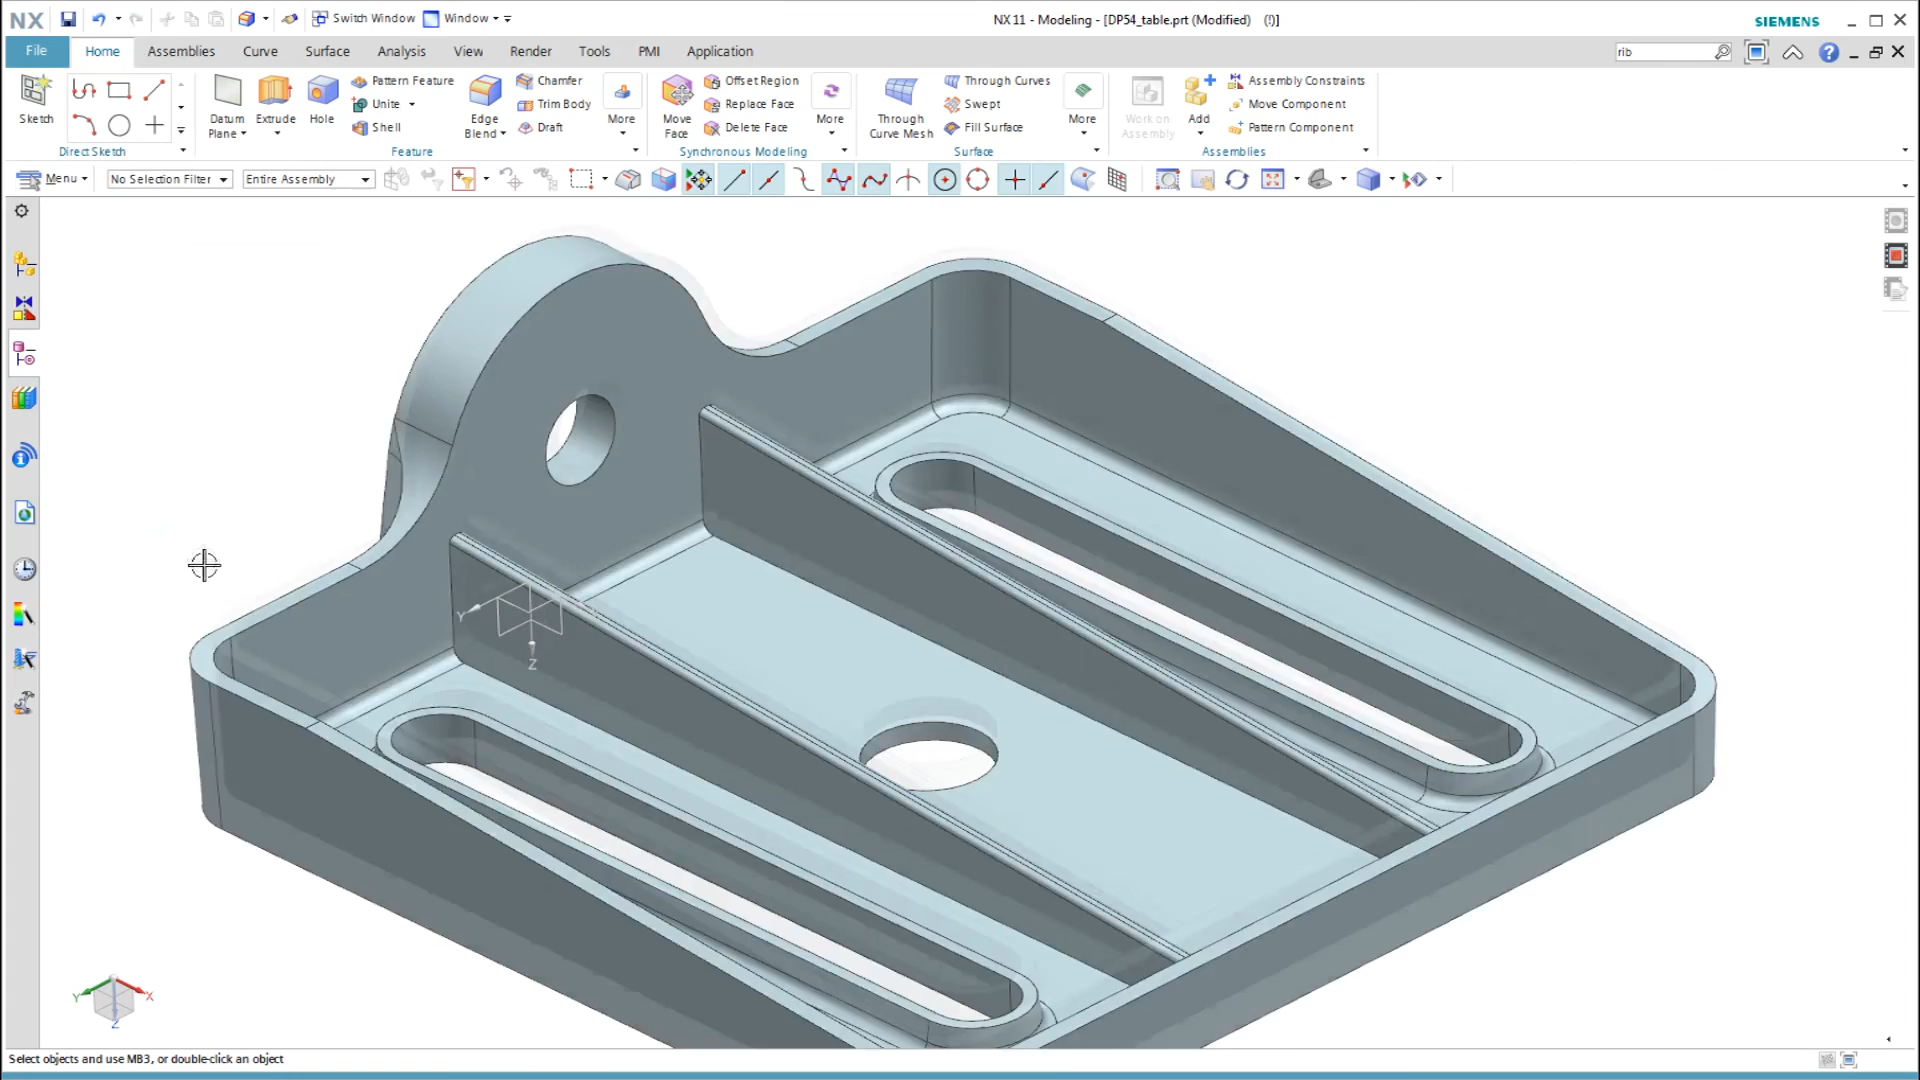 NX Switch Window Window NX 11 - Modeling - [DP54_table.prt (Modified) (!)] SIEMENS
File Home Assemblies Curve Surface Analysis View Render Tools PMI Application rib
Sketch
Direct Sketch
Datum Plane Extrude Hole
Pattern Feature
Unite
Shell
Edge Blend
Chamfer
Trim Body
Draft
More
Feature
Move Face
Offset Region
Replace Face
Delete Face
More
Synchronous Modeling
Through Curve Mesh
Through Curves
Swept
Fill Surface
More
Surface
Work on Assembly
Add
Assembly Constraints
Move Component
Pattern Component
Assemblies
Menu No Selection Filter Entire Assembly
Y
Z
Y X
Z
Select objects and use MB3, or double-click an object